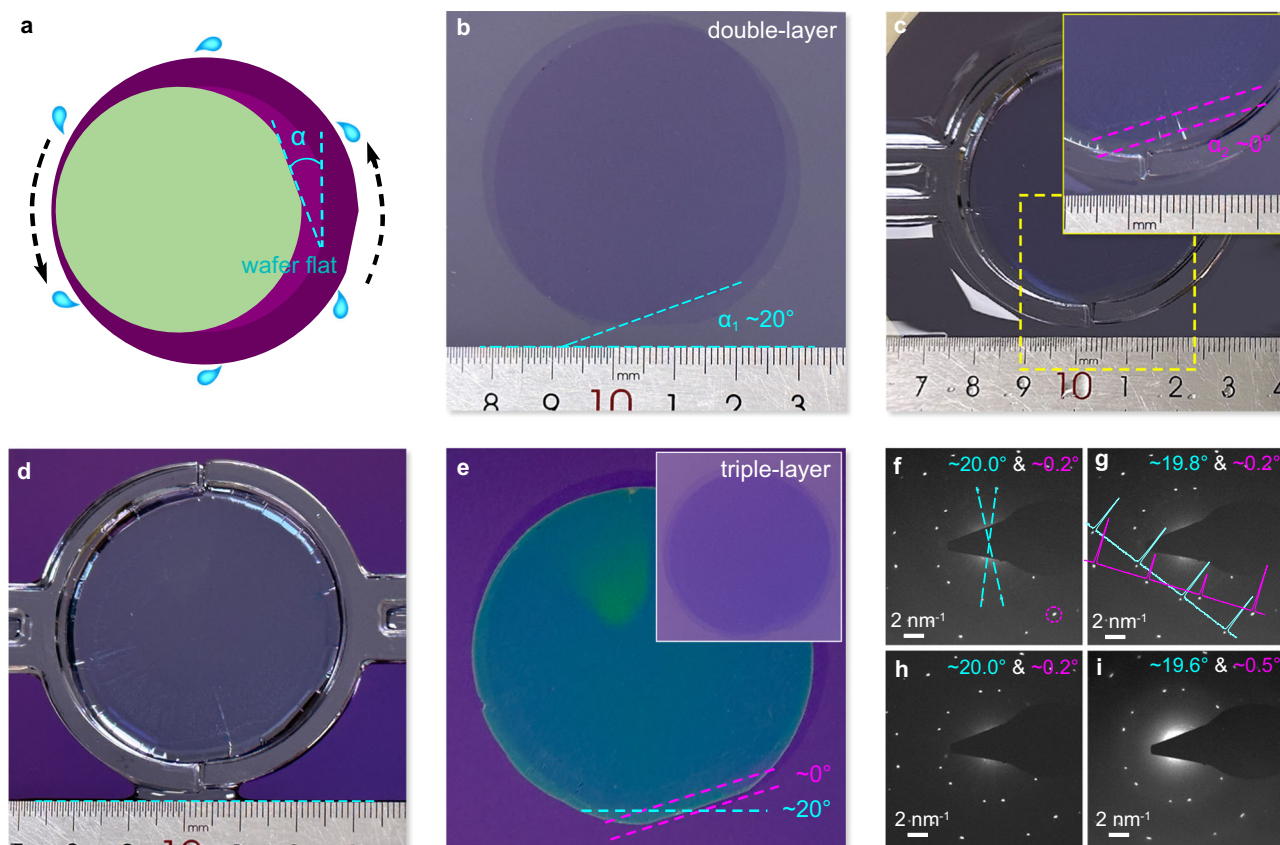 a
α
wafer flat
b
double-layer
α₁ ~20°
mm
8 9 10 1 2 3
c
α₂ ~0°
mm
mm
7 8 9 10 1 2 3 4
d
mm
10
e
triple-layer
~0°
~20°
f
~20.0° & ~0.2°
2 nm⁻¹
g
~19.8° & ~0.2°
2 nm⁻¹
h
~20.0° & ~0.2°
2 nm⁻¹
i
~19.6° & ~0.5°
2 nm⁻¹